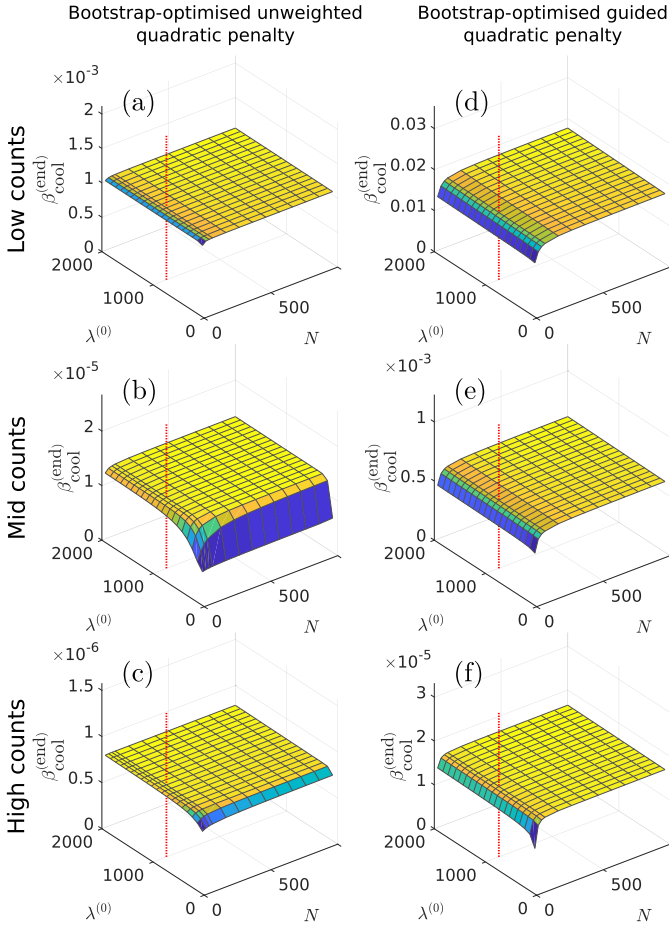 Bootstrap-optimised unweighted
quadratic penalty
Bootstrap-optimised guided
quadratic penalty
Low counts
×10⁻³
(a)
β_cool^(end)
2
1.5
1
0.5
0
2000
1000
0
λ^(0)
0
500
N
(d)
β_cool^(end)
0.03
0.02
0.01
0
2000
1000
0
λ^(0)
0
500
N
Mid counts
×10⁻⁵
(b)
β_cool^(end)
2
1
0
2000
1000
0
λ^(0)
0
500
N
×10⁻³
(e)
β_cool^(end)
1
0.5
0
2000
1000
0
λ^(0)
0
500
N
High counts
×10⁻⁶
(c)
β_cool^(end)
1.5
1
0.5
0
2000
1000
0
λ^(0)
0
500
N
×10⁻⁵
(f)
β_cool^(end)
3
2
1
0
2000
1000
0
λ^(0)
0
500
N